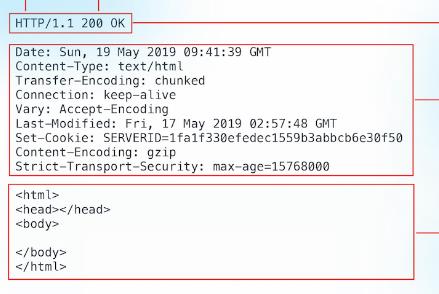 HTTP/1.1 200 OK
Date: Sun, 19 May 2019 09:41:39 GMT
Content-Type: text/html
Transfer-Encoding: chunked
Connection: keep-alive
Vary: Accept-Encoding
Last-Modified: Fri, 17 May 2019 02:57:48 GMT
Set-Cookie: SERVERID=1fa1f330efedec1559b3abbcb6e30f50
Content-Encoding: gzip
Strict-Transport-Security: max-age=15768000
<html>
<head></head>
<body>
</body>
</html>